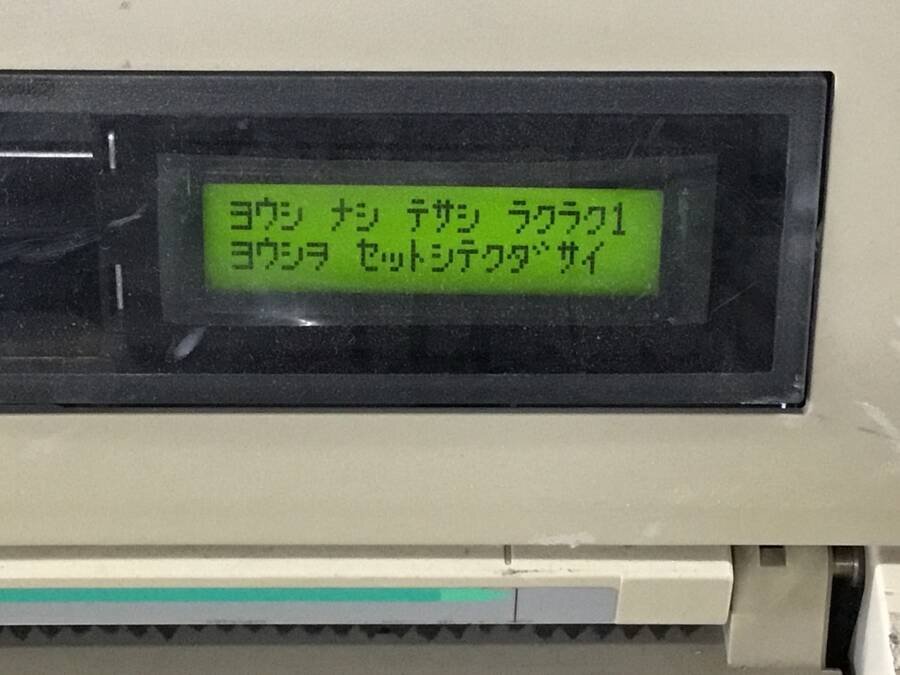 ﾖｳｼ ﾅｼ ﾃｻｼ ﾗｸﾗｸ1
ﾖｳｼｦ ｾｯﾄｼﾃｸﾀﾞｻｲ